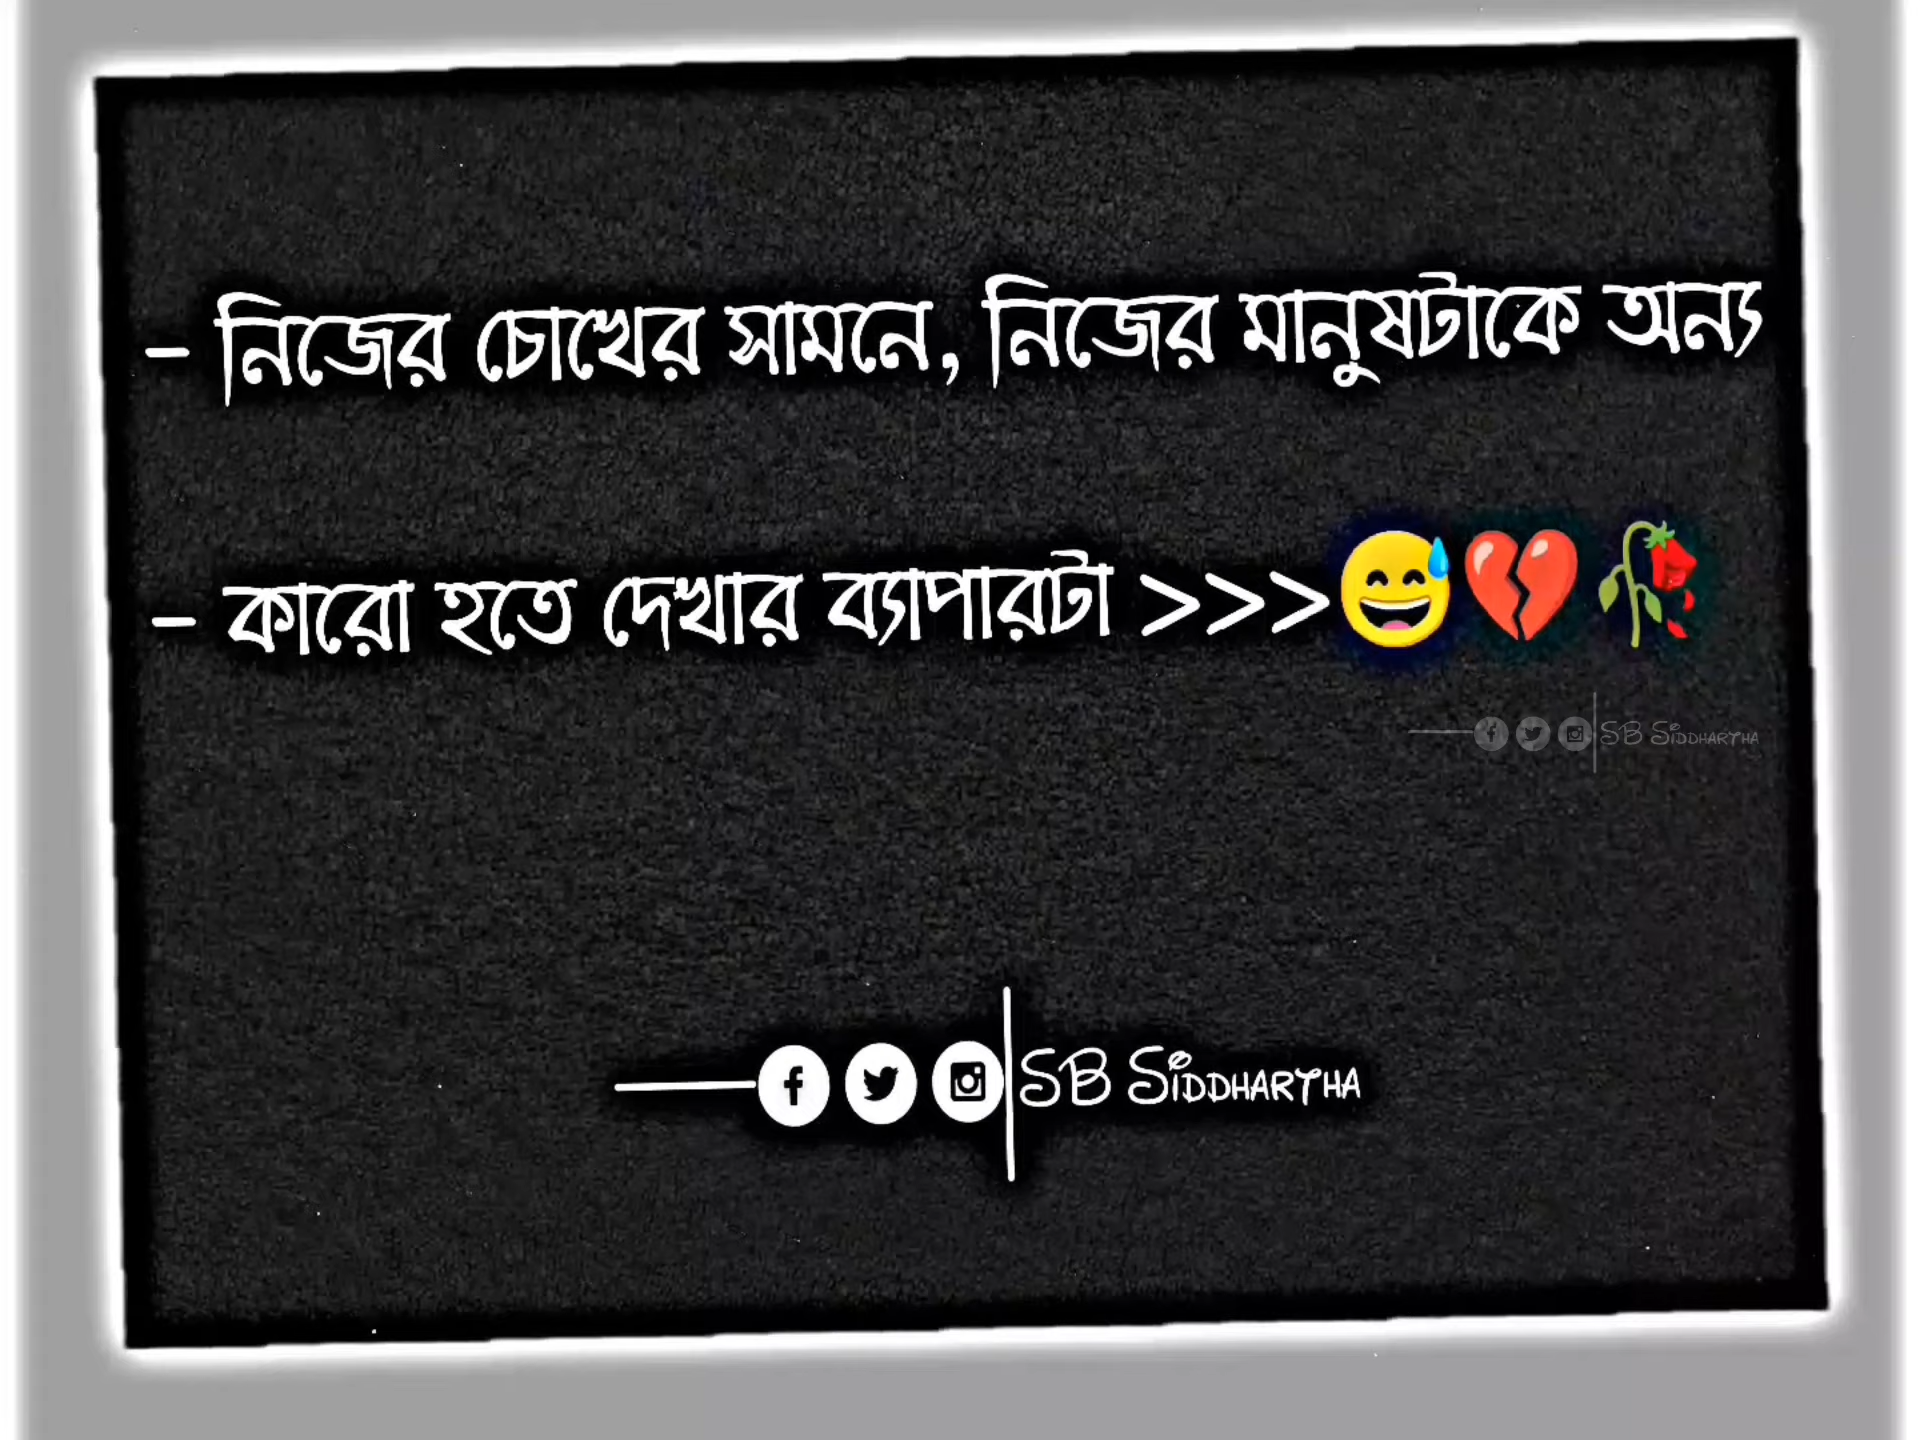 – নিজের চোখের সামনে, নিজের মানুষটাকে অন্য
– কারো হতে দেখার ব্যাপারটা >>>😅💔🥀
SB SIDDHARTHA
SB SIDDHARTHA